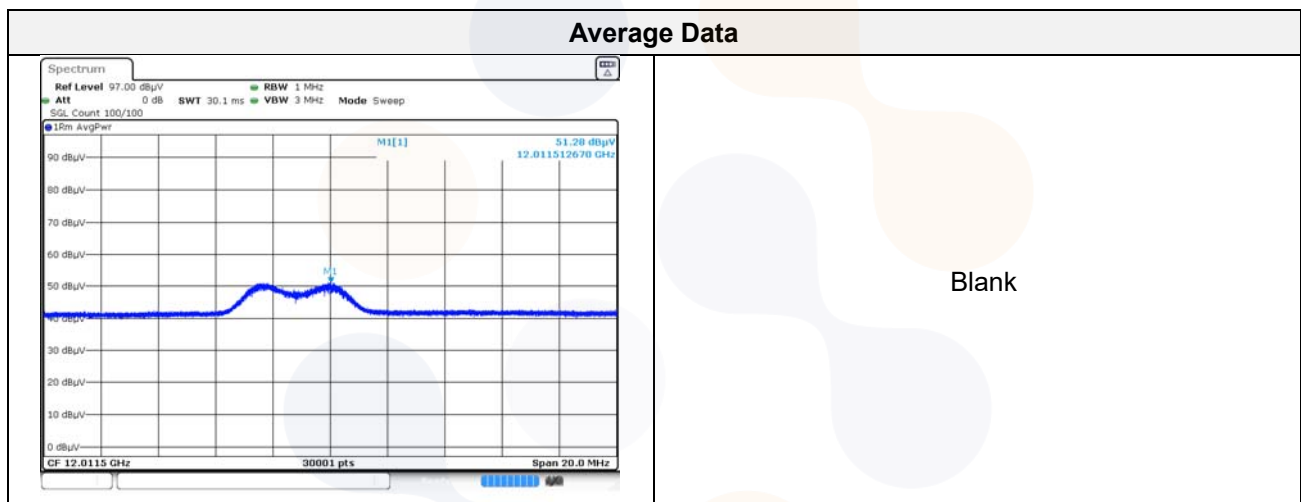 Average Data
Spectrum
Ref Level 97.00 dBµV RBW 1 MHz
Att 0 dB SWT 30.1 ms VBW 3 MHz Mode Sweep
SGL Count 100/100
1Rm AvgPwr
M1[1] 51.28 dBµV
12.011512670 GHz
90 dBµV
80 dBµV
70 dBµV
60 dBµV
M1
50 dBµV
40 dBµV
30 dBµV
20 dBµV
10 dBµV
0 dBµV
CF 12.0115 GHz 30001 pts Span 20.0 MHz
Blank